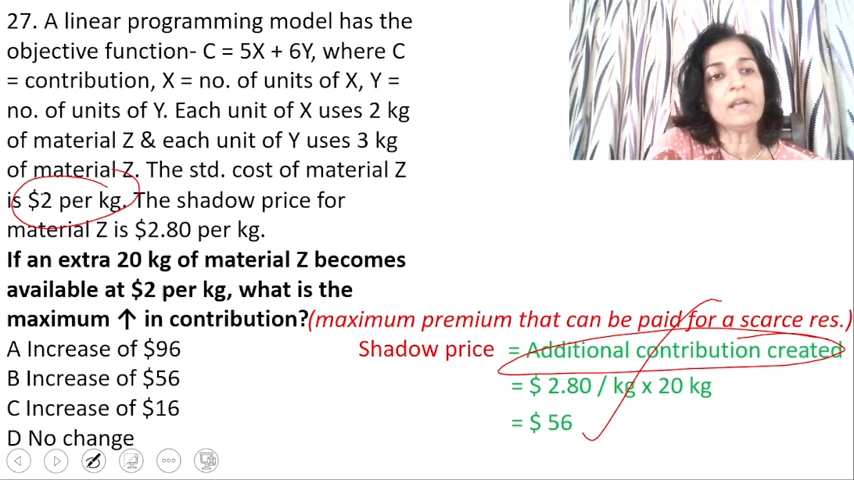 27. A linear programming model has the
objective function- C = 5X + 6Y, where C
= contribution, X = no. of units of X, Y =
no. of units of Y. Each unit of X uses 2 kg
of material Z & each unit of Y uses 3 kg
of material Z. The std. cost of material Z
is $2 per kg. The shadow price for
material Z is $2.80 per kg.
If an extra 20 kg of material Z becomes
available at $2 per kg, what is the
maximum ↑ in contribution?(maximum premium that can be paid for a scarce res.)
A Increase of $96
B Increase of $56
C Increase of $16
D No change
Shadow price = Additional contribution created
= $ 2.80 / kg x 20 kg
= $ 56